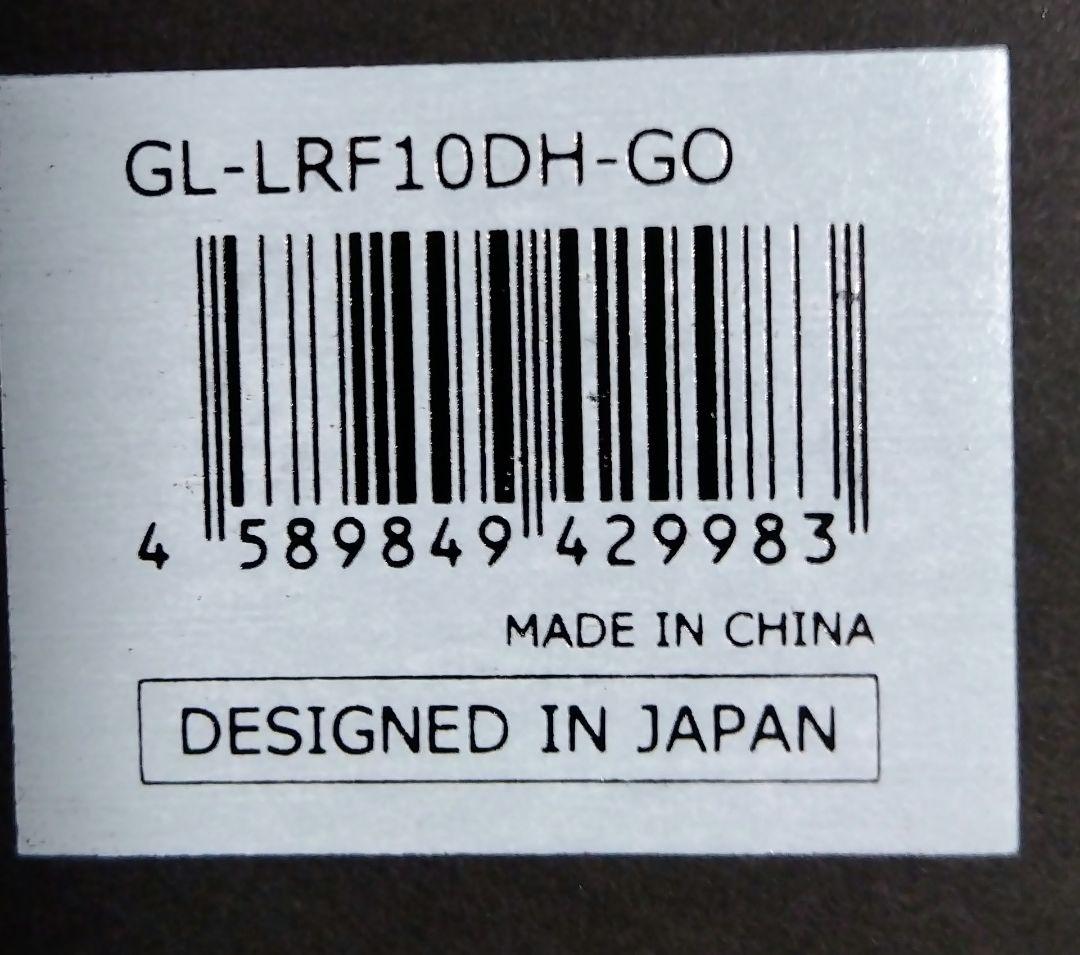 GL-LRF10DH-GO
4 589849 429983
MADE IN CHINA
DESIGNED IN JAPAN